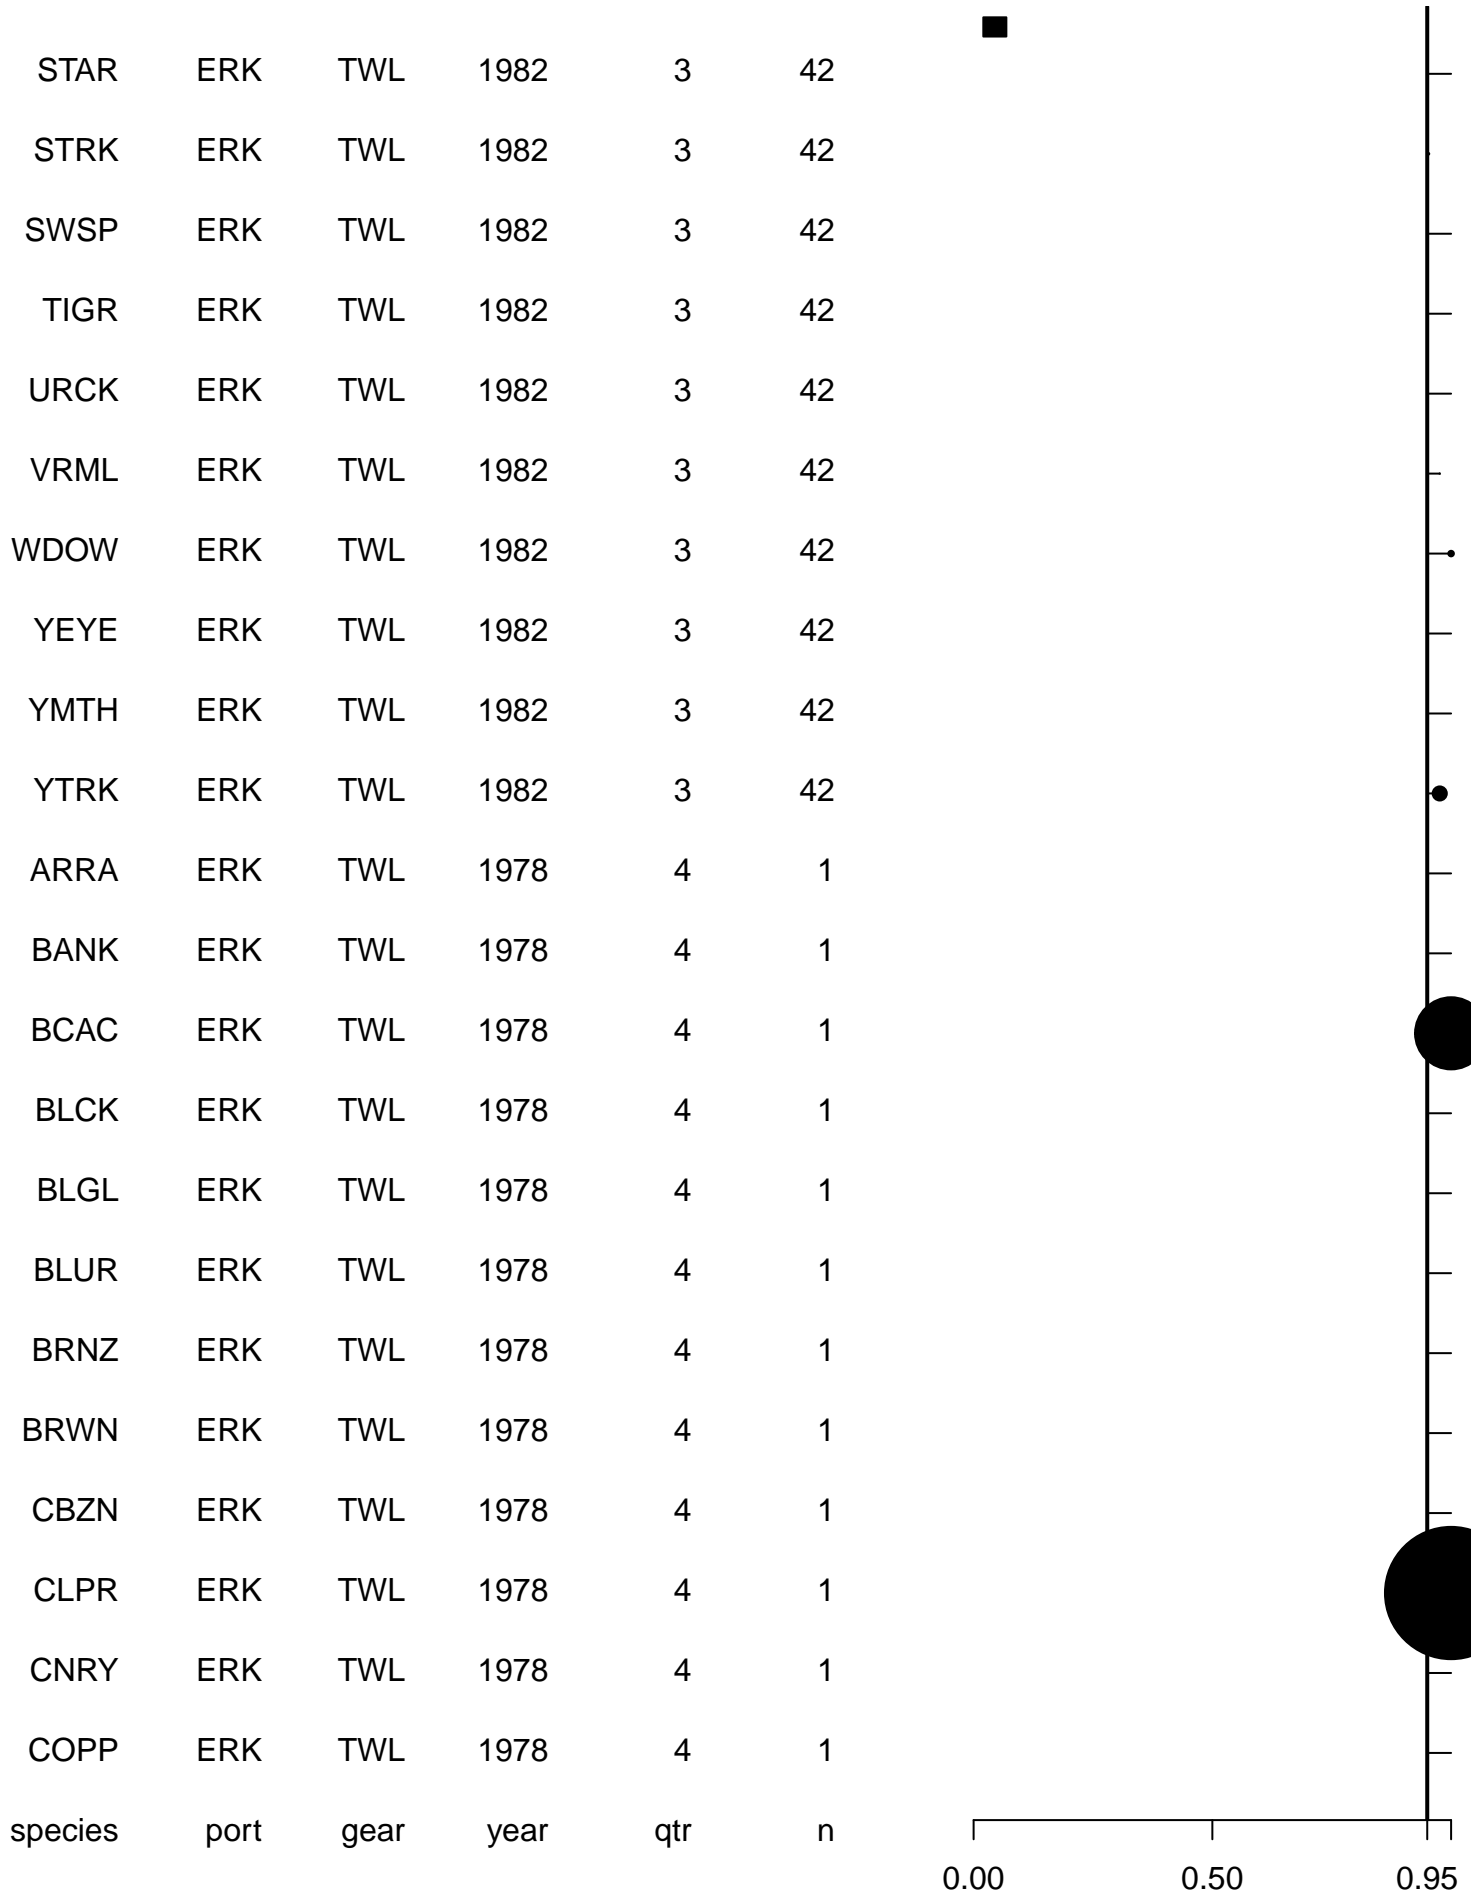 STAR ERK TWL 1982 3 42
STRK ERK TWL 1982 3 42
SWSP ERK TWL 1982 3 42
TIGR ERK TWL 1982 3 42
URCK ERK TWL 1982 3 42
VRML ERK TWL 1982 3 42
WDOW ERK TWL 1982 3 42
YEYE ERK TWL 1982 3 42
YMTH ERK TWL 1982 3 42
YTRK ERK TWL 1982 3 42
ARRA ERK TWL 1978 4 1
BANK ERK TWL 1978 4 1
BCAC ERK TWL 1978 4 1
BLCK ERK TWL 1978 4 1
BLGL ERK TWL 1978 4 1
BLUR ERK TWL 1978 4 1
BRNZ ERK TWL 1978 4 1
BRWN ERK TWL 1978 4 1
CBZN ERK TWL 1978 4 1
CLPR ERK TWL 1978 4 1
CNRY ERK TWL 1978 4 1
COPP ERK TWL 1978 4 1
species port gear year qtr n
0.00 0.50 0.95